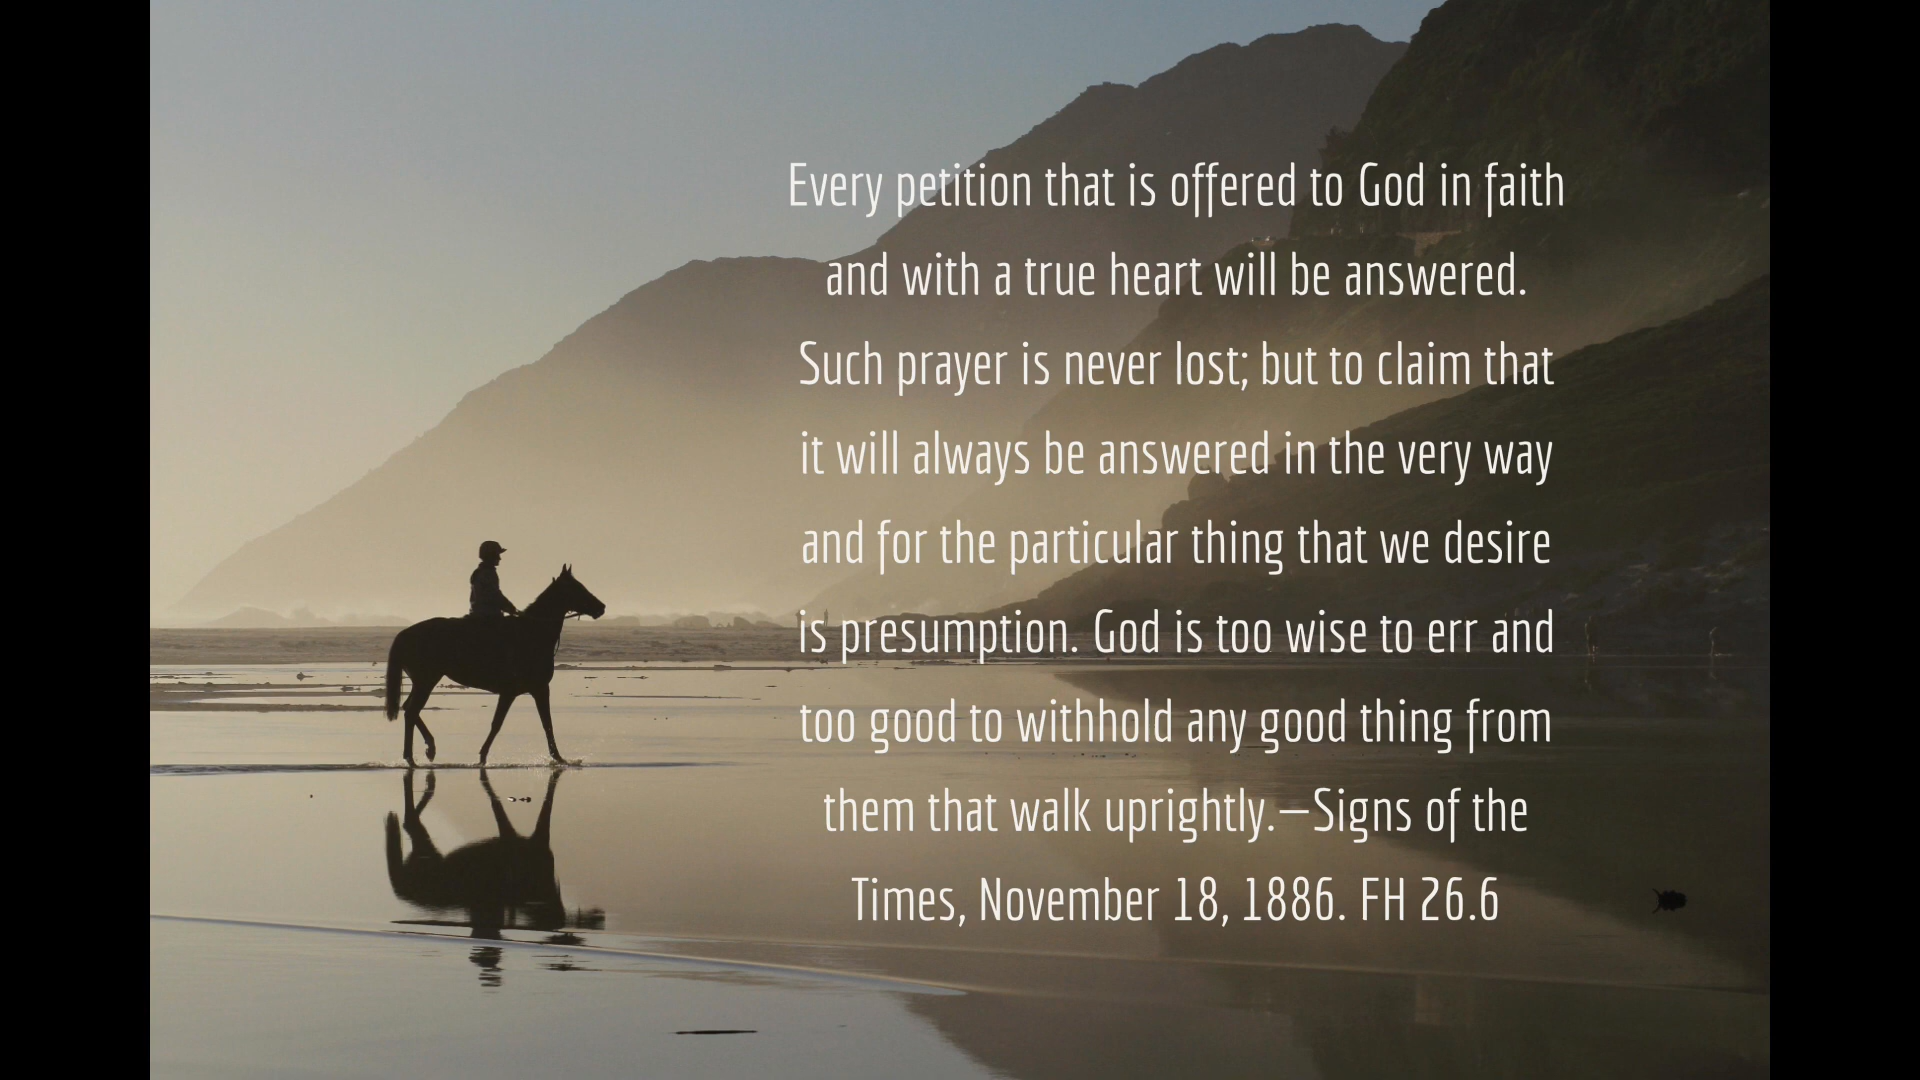 Every petition that is offered to God in faith
and with a true heart will be answered.
Such prayer is never lost; but to claim that
it will always be answered in the very way
and for the particular thing that we desire
is presumption. God is too wise to err and
too good to withhold any good thing from
them that walk uprightly.—Signs of the
Times, November 18, 1886. FH 26.6